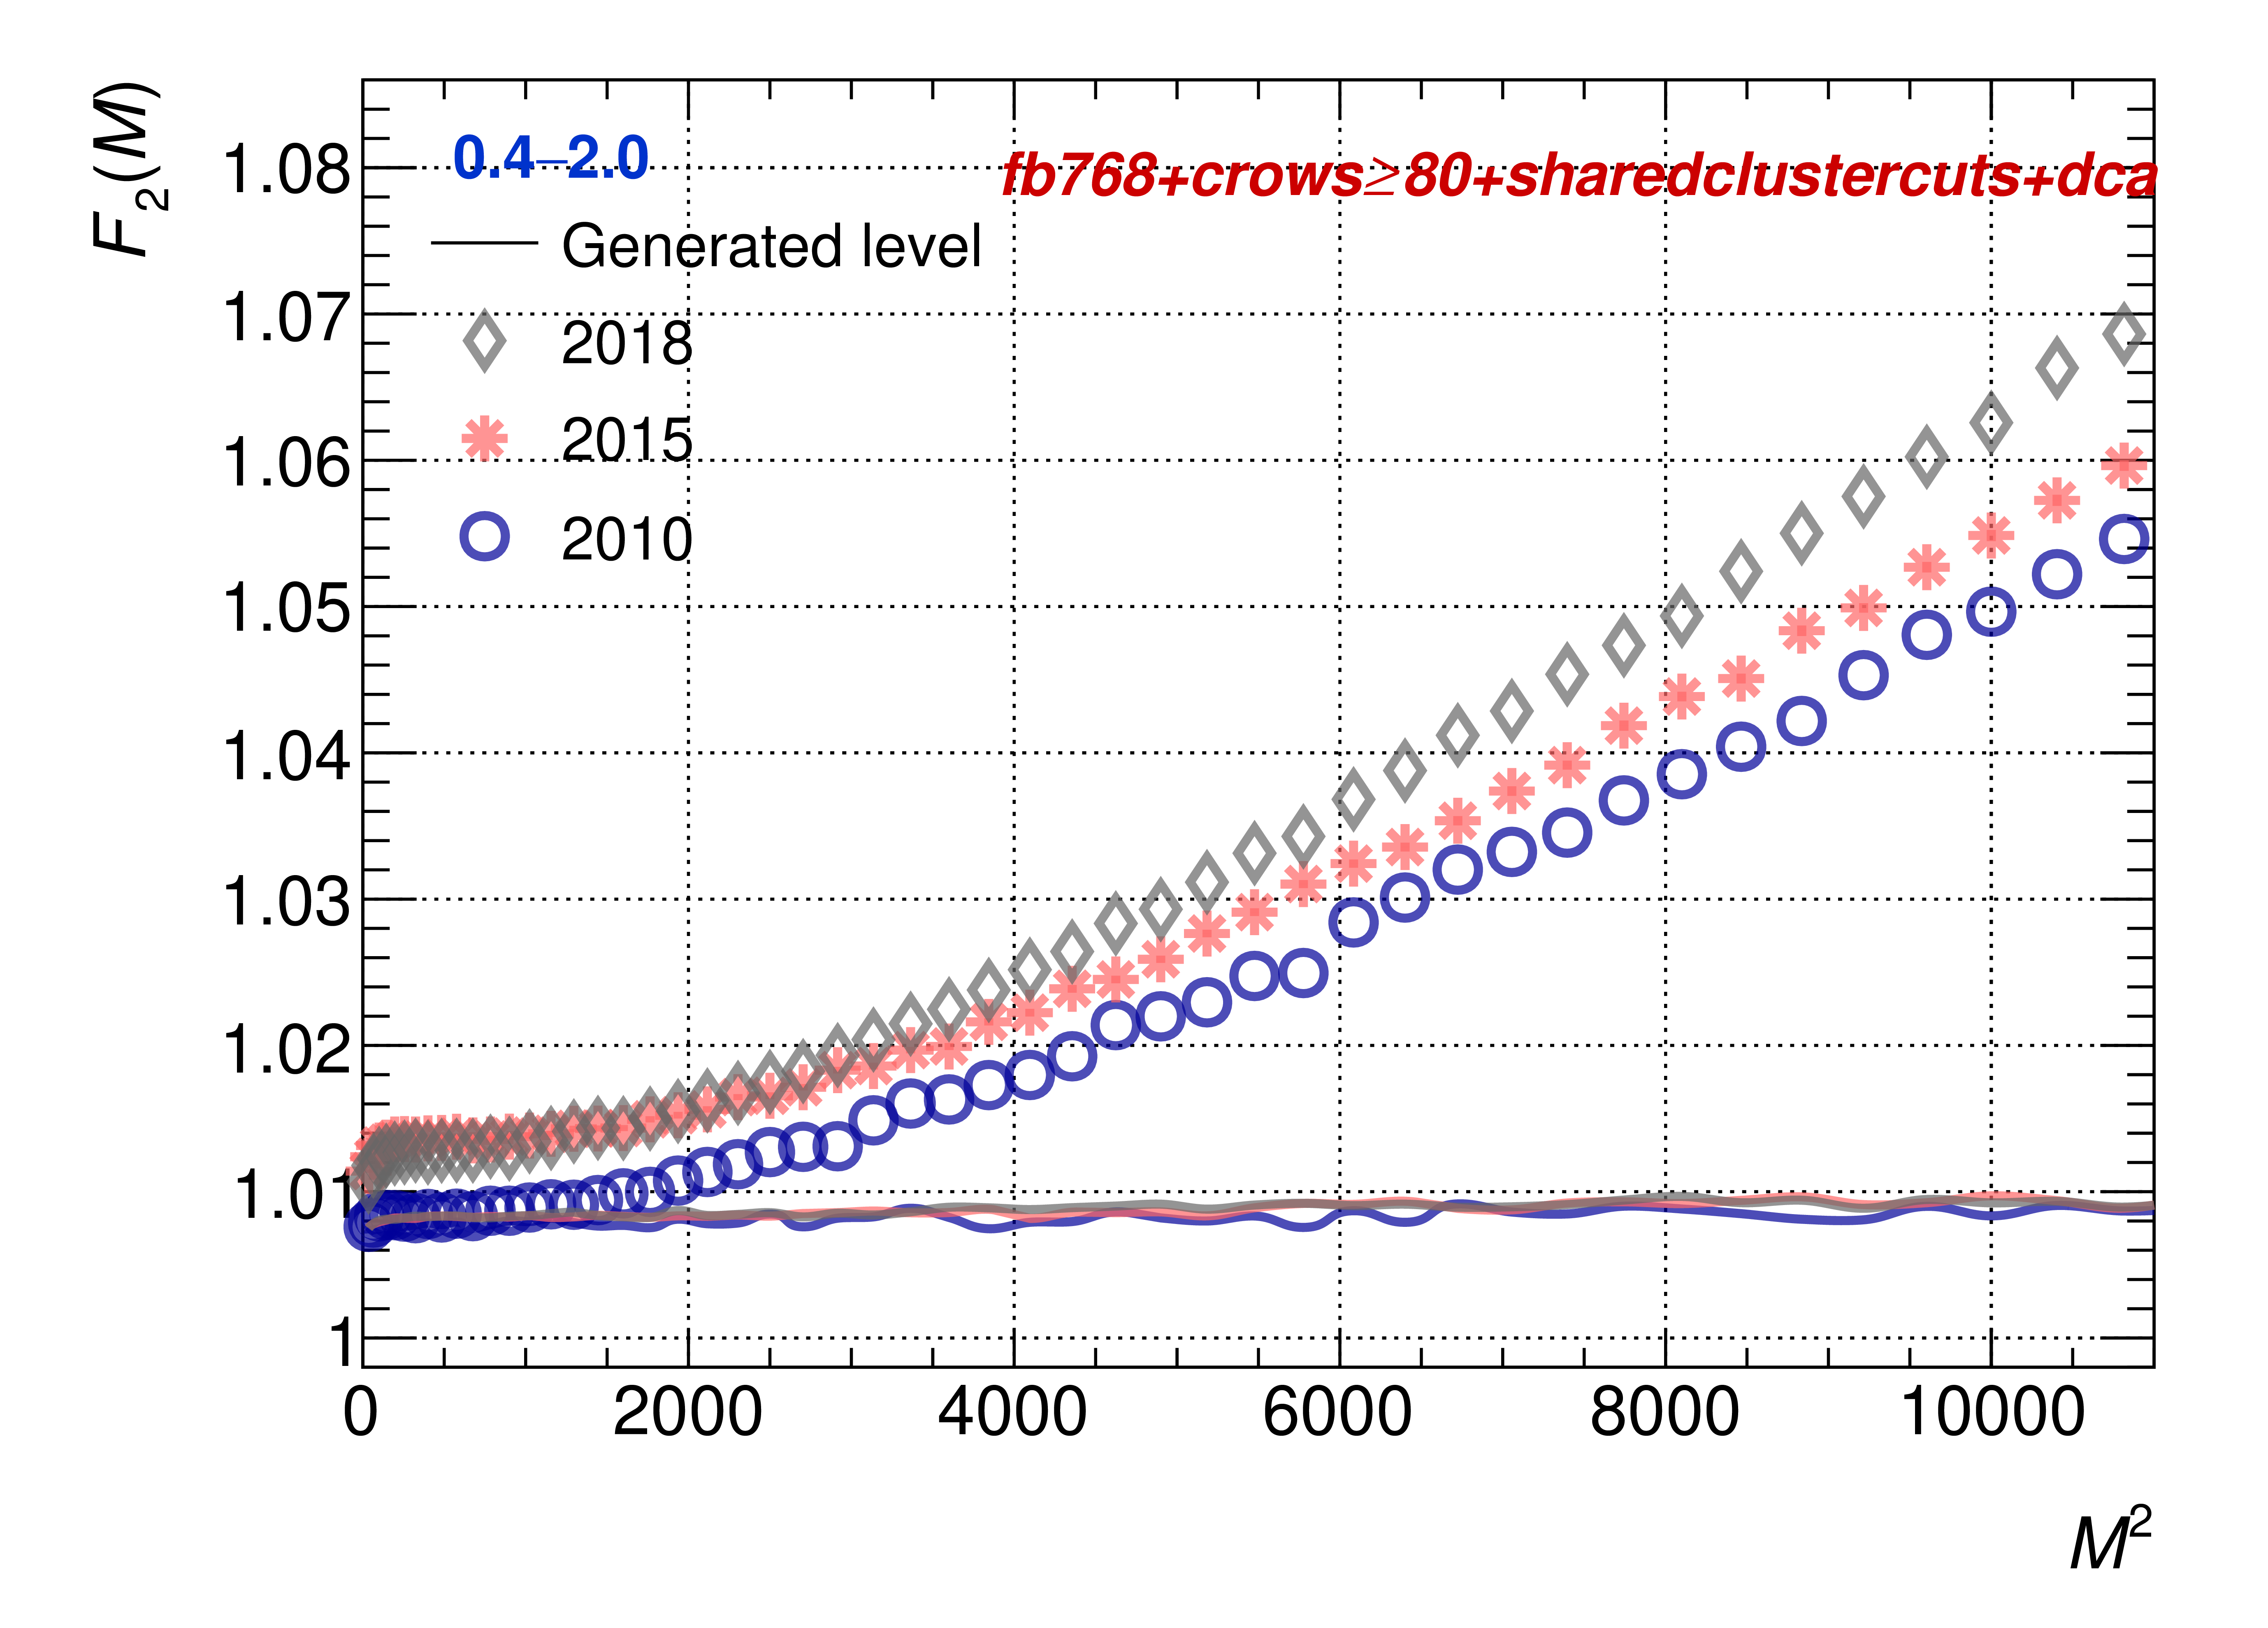 F2(M)
0.4–2.0
fb768+crows≥80+sharedclustercuts+dca
Generated level
2018
2015
2010
1.08
1.07
1.06
1.05
1.04
1.03
1.02
1.01
1
0 2000 4000 6000 8000 10000
M²